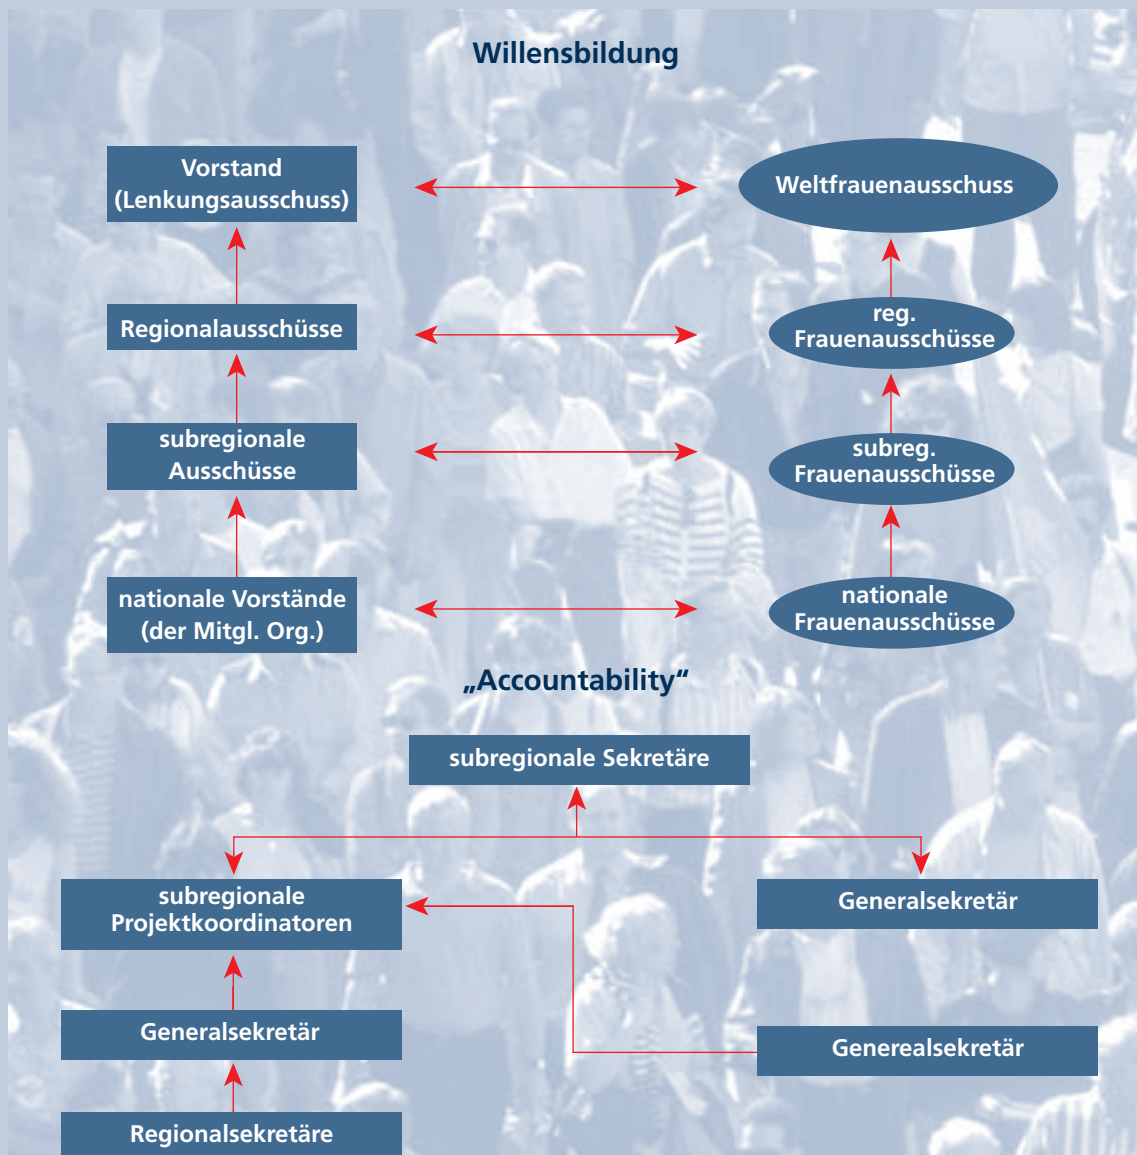 Willensbildung
Vorstand
(Lenkungsausschuss)
Weltfrauenausschuss
Regionalausschüsse
reg.
Frauenausschüsse
subregionale
Ausschüsse
subreg.
Frauenausschüsse
nationale Vorstände
(der Mitgl. Org.)
nationale
Frauenausschüsse
„Accountability“
subregionale Sekretäre
subregionale
Projektkoordinatoren
Generalsekretär
Generalsekretär
Generealsekretär
Regionalsekretäre